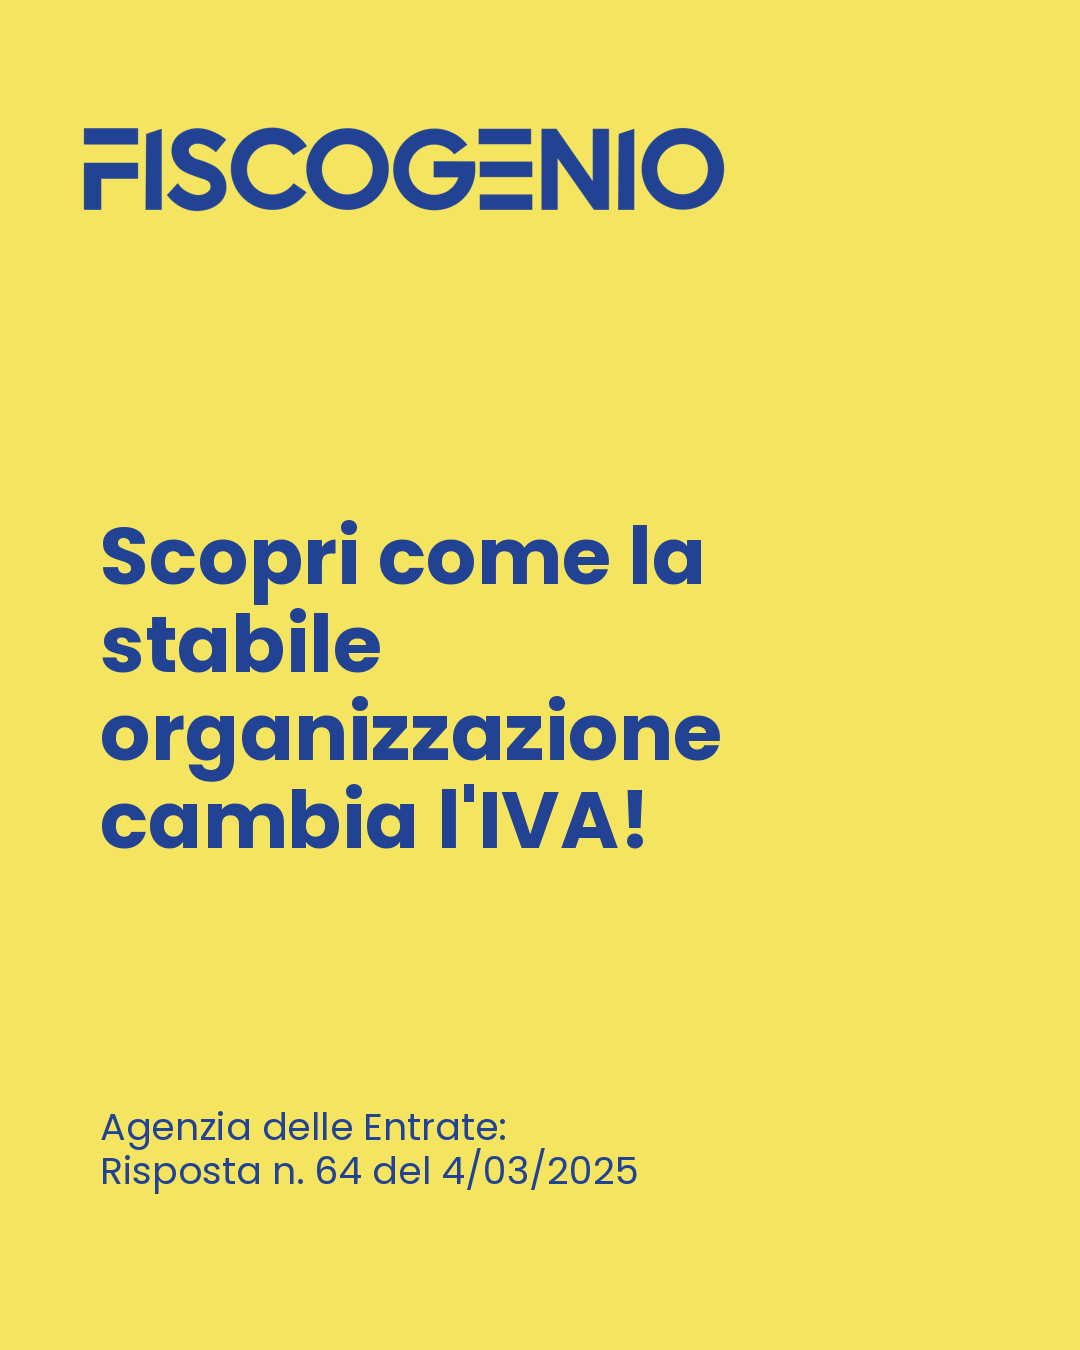 FISCOGENIO
Scopri come la
stabile
organizzazione
cambia l'IVA!
Agenzia delle Entrate:
Risposta n. 64 del 4/03/2025